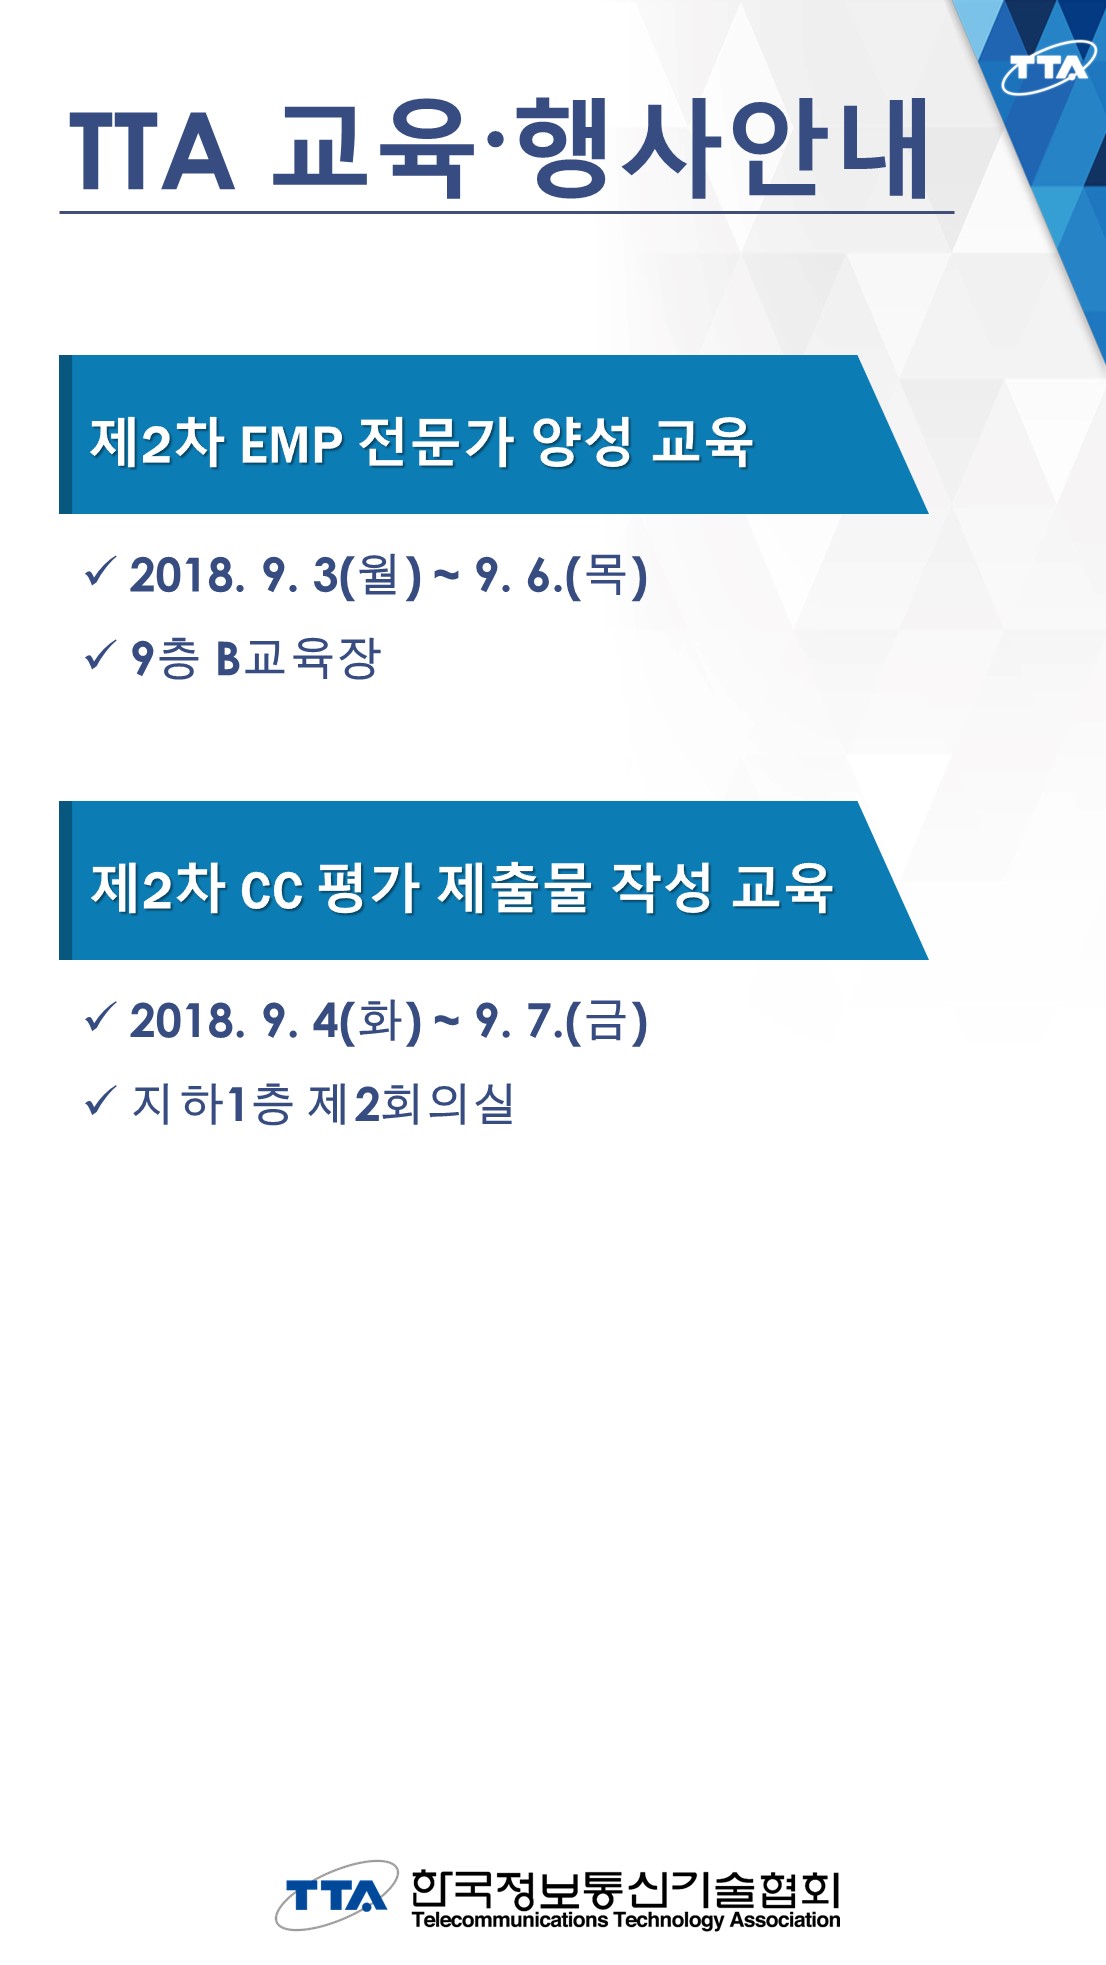 TTA
TTA 교육·행사안내
제2차 EMP 전문가 양성 교육
✓ 2018. 9. 3(월) ~ 9. 6.(목)
✓ 9층 B교육장
제2차 CC 평가 제출물 작성 교육
✓ 2018. 9. 4(화) ~ 9. 7.(금)
✓ 지하1층 제2회의실
TTA 한국정보통신기술협회
Telecommunications Technology Association